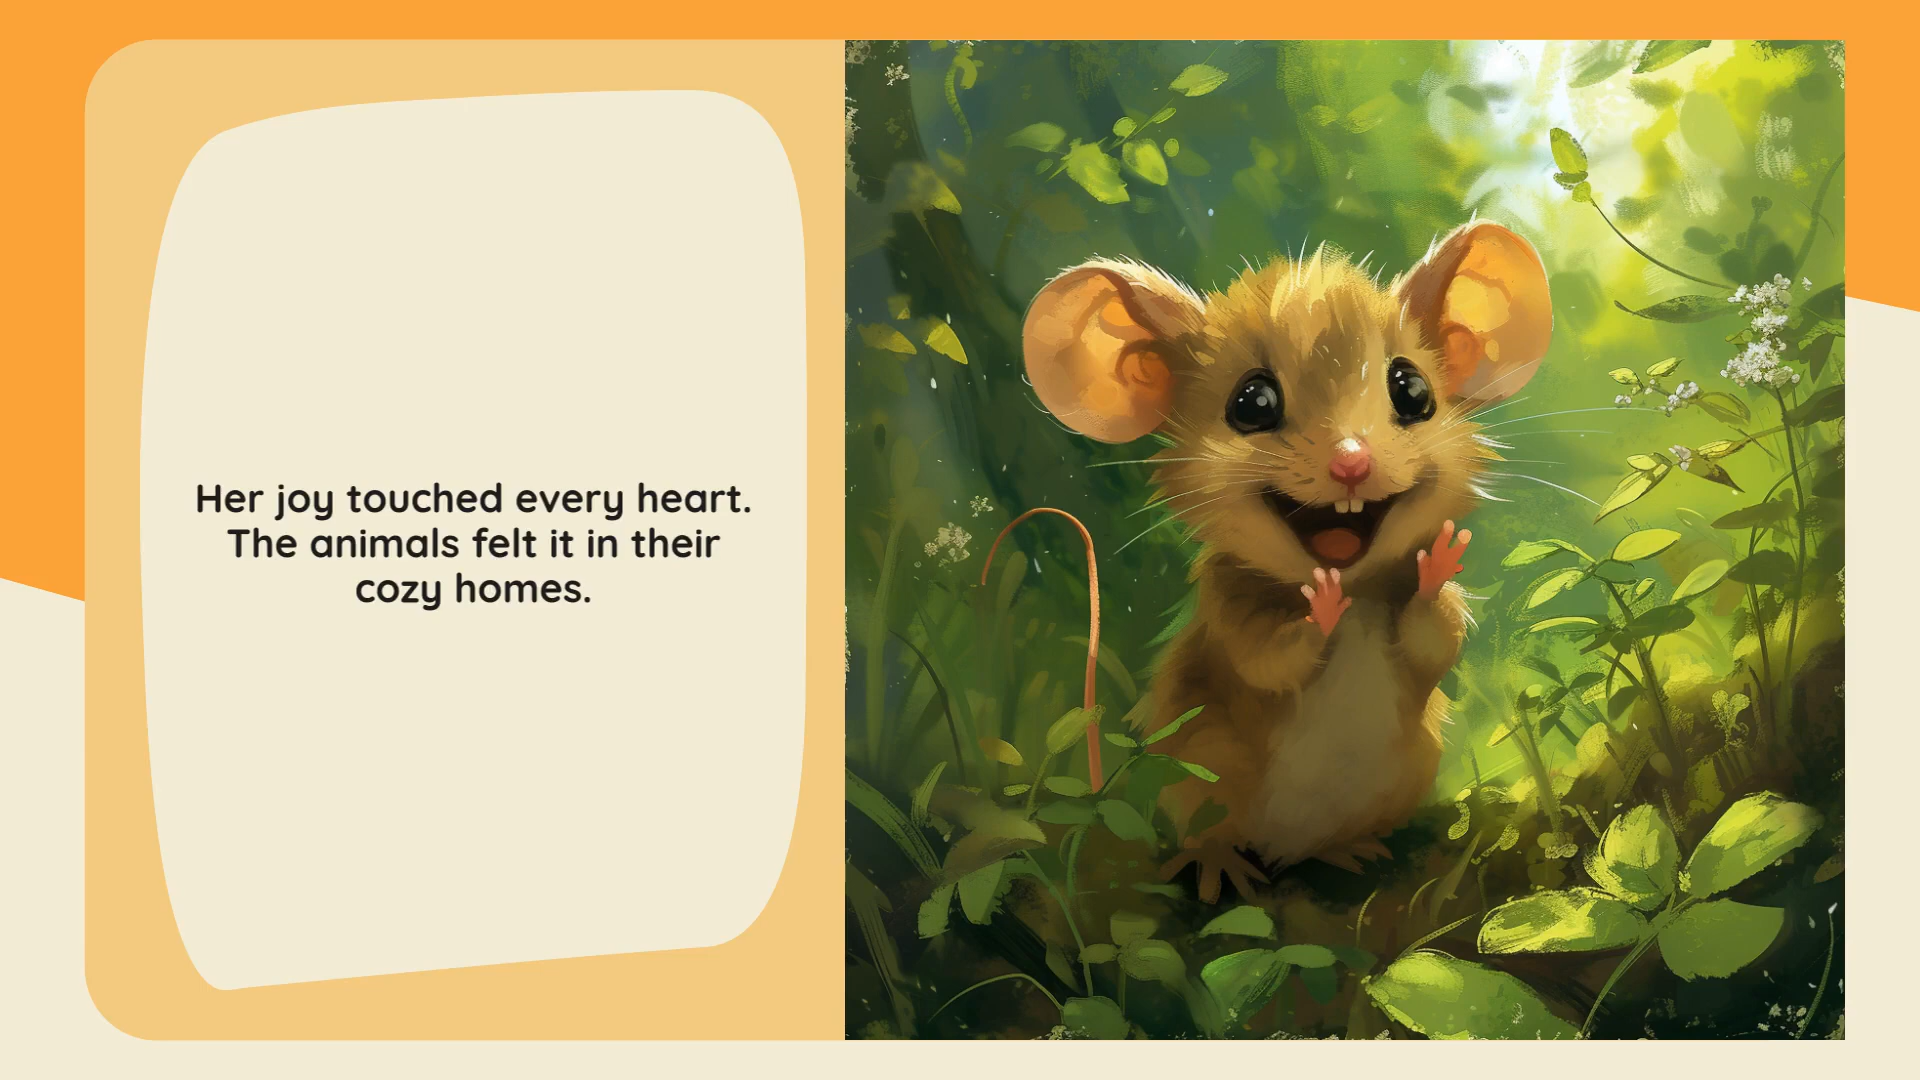 Her joy touched every heart.
The animals felt it in their
cozy homes.